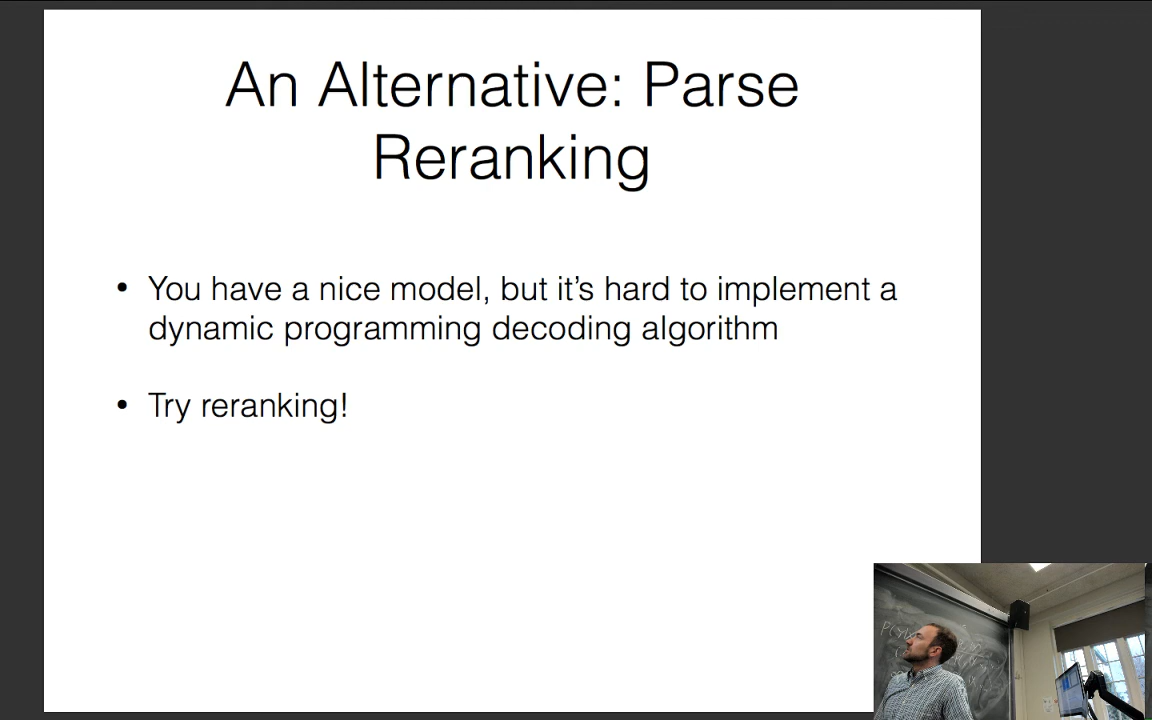 An Alternative: Parse
Reranking
• You have a nice model, but it’s hard to implement a
dynamic programming decoding algorithm
• Try reranking!